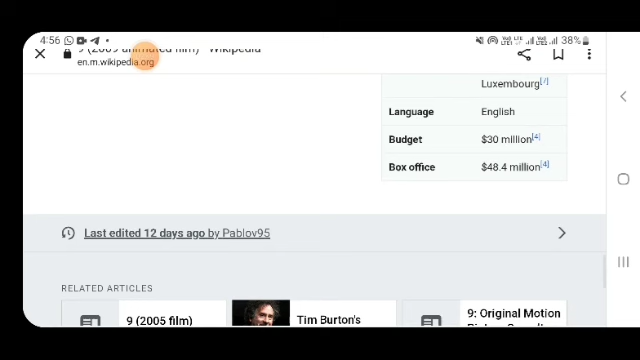 4:56
38%
9 (2009 animated film) - Wikipedia
en.m.wikipedia.org
Luxembourg[7]
Language English
Budget $30 million[4]
Box office $48.4 million[4]
Last edited 12 days ago by Pablov95
RELATED ARTICLES
9 (2005 film)
Tim Burton's
9: Original Motion